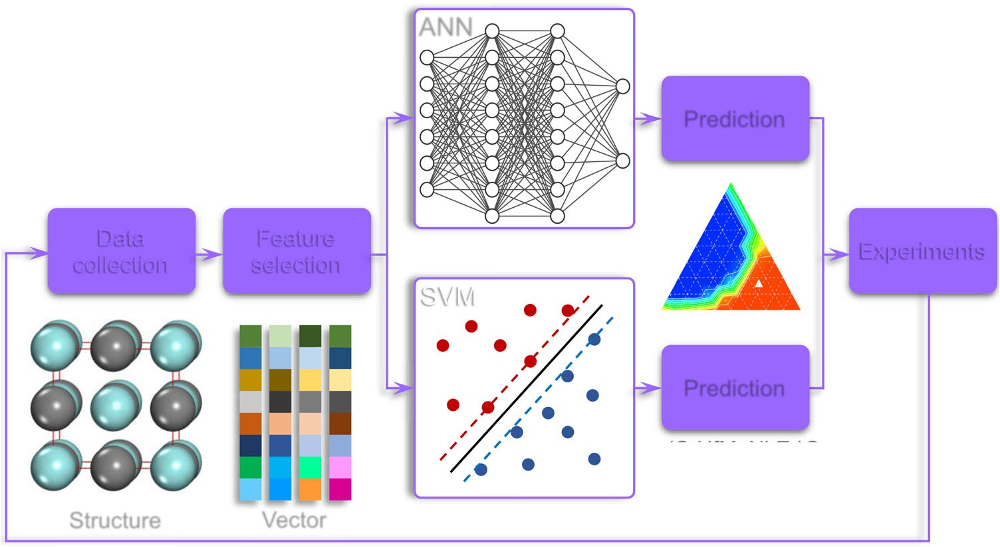 ANN
Prediction
Data
collection
Feature
selection
Experiments
SVM
Prediction
Structure
Vector